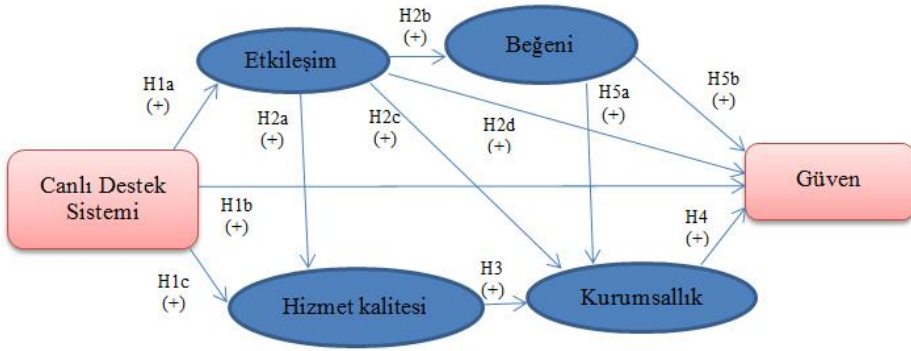 H2b
(+)
Beğeni
Etkileşim
H1a
(+)
H2a
(+)
H2c
(+)
H2d
(+)
H5a
(+)
H5b
(+)
Canlı Destek
Sistemi
Güven
H1b
(+)
H4
(+)
H1c
(+)
H3
(+)
Hizmet kalitesi
Kurumsallık